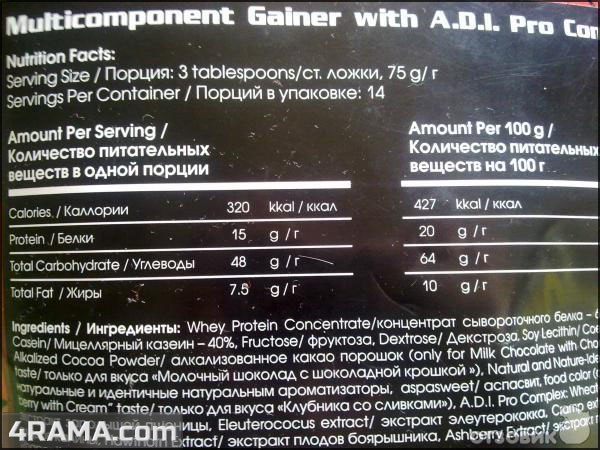 Multicomponent Gainer with A.D.I. Pro
Nutrition Facts:
Serving Size / Порция: 3 tablespoons/ст. ложки, 75 g/ г
Servings Per Container / Порций в упаковке: 14
Amount Per Serving /
Количество питательных
веществ в одной порции
Amount Per 100 g /
Количество питательных
веществ на 100 г
Calories / Каллории 320 kkal / ккал 427 kkal / ккал
Protein / Белки 15 g / г 20 g / г
Total Carbohydrate / Углеводы 48 g / г 64 g / г
Total Fat / Жиры 7.5 g / г 10 g / г
Ingredients / Ингредиенты: Whey Protein Concentrate/концентрат сывороточного белка –
Casein/ Мицеллярный казеин – 40%, Fructose/ фруктоза, Dextrose/ Декстроза, Soy Lecithin/
Alkalized Cocoa Powder/ алкализованное какао порошок (only for Milk Chocolate with
taste/ только для вкуса «Молочный шоколад с шоколадной крошкой»), Natural and
натуральные и идентичные натуральным ароматизаторы, aspasweet/ аспасвит, food color
berry with Cream" taste/ только для вкуса «Клубника со сливками»), A.D.I. Pro Complex: Wheat
Eleuterococus extract/ экстракт элеутерококка,
Extract/ экстракт плодов боярышника, Ashberry Extract/ экстракт
4RAMA.com
ОТЗОВИК